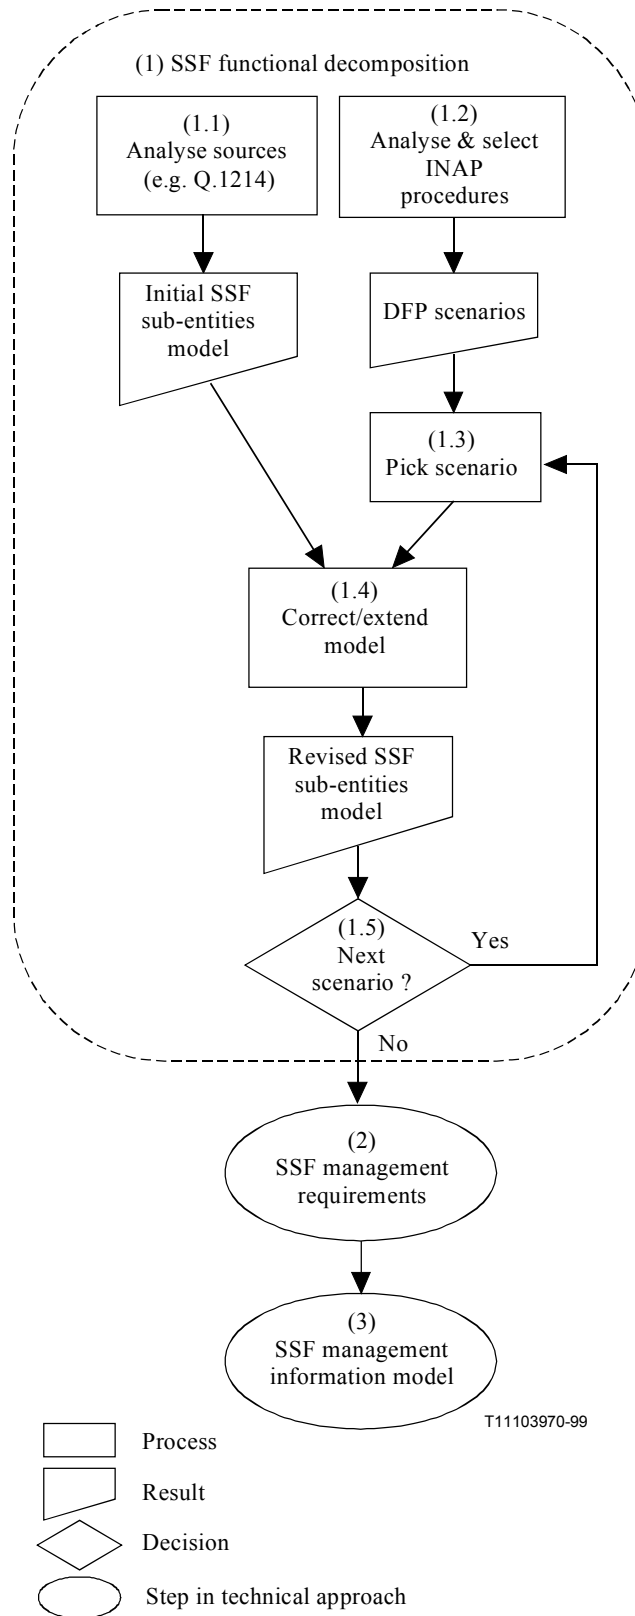 (1) SSF functional decomposition
(1.1)
Analyse sources
(e.g. Q.1214)
(1.2)
Analyse & select
INAP
procedures
Initial SSF
sub-entities
model
DFP scenarios
(1.3)
Pick scenario
(1.4)
Correct/extend
model
Revised SSF
sub-entities
model
(1.5)
Next
scenario ?
Yes
No
(2)
SSF management
requirements
(3)
SSF management
information model
T11103970-99
Process
Result
Decision
Step in technical approach